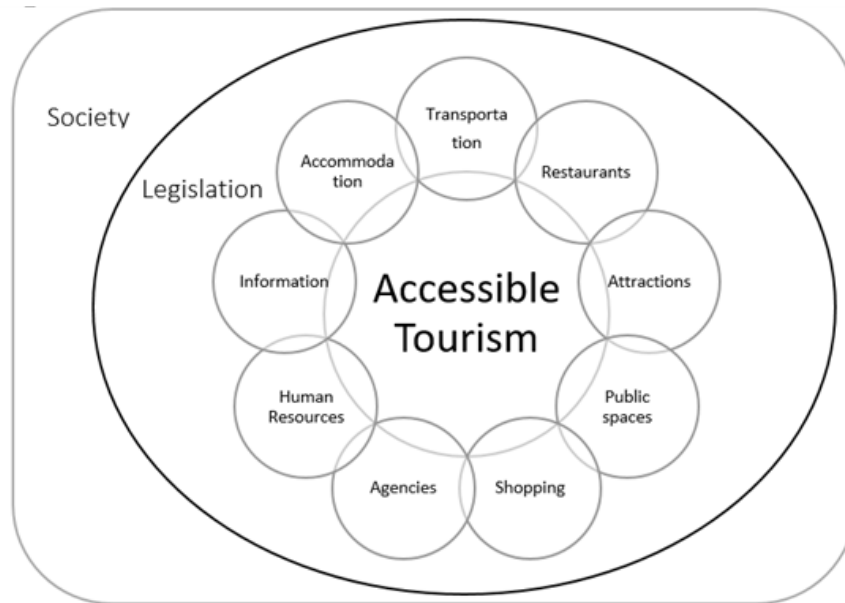 Society
Legislation
Transporta
tion
Accommoda
tion
Restaurants
Information
Attractions
Accessible
Tourism
Human
Resources
Public
spaces
Agencies
Shopping